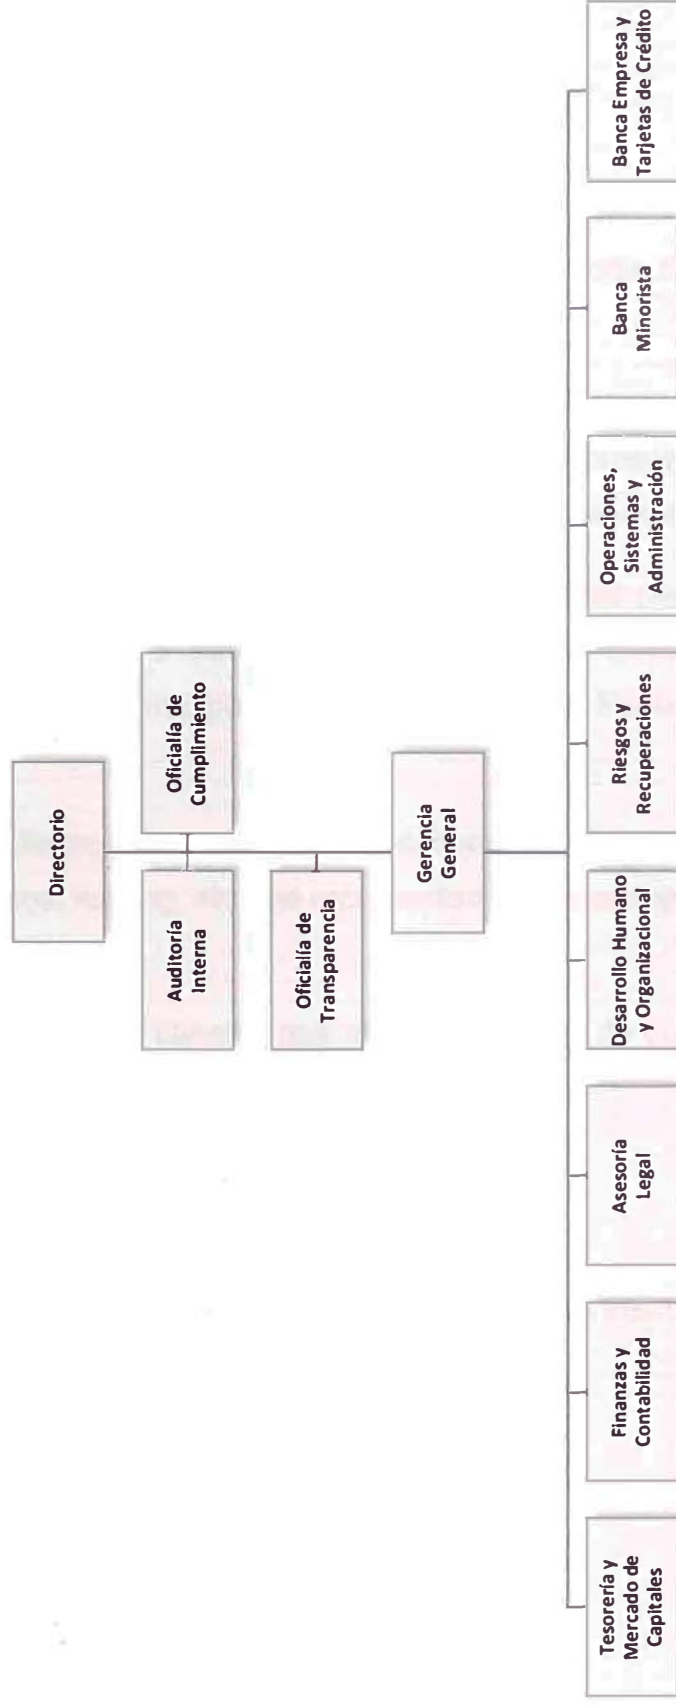 Directorio
Auditoría
Interna
Oficialía de
Cumplimiento
Oficialía de
Transparencia
Gerencia
General
Tesorería y
Mercado de
Capitales
Finanzas y
Contabilidad
Asesoría
Legal
Desarrollo Humano
y Organizacional
Riesgos y
Recuperaciones
Operaciones,
Sistemas y
Administración
Banca
Minorista
Banca Empresa y
Tarjetas de Crédito